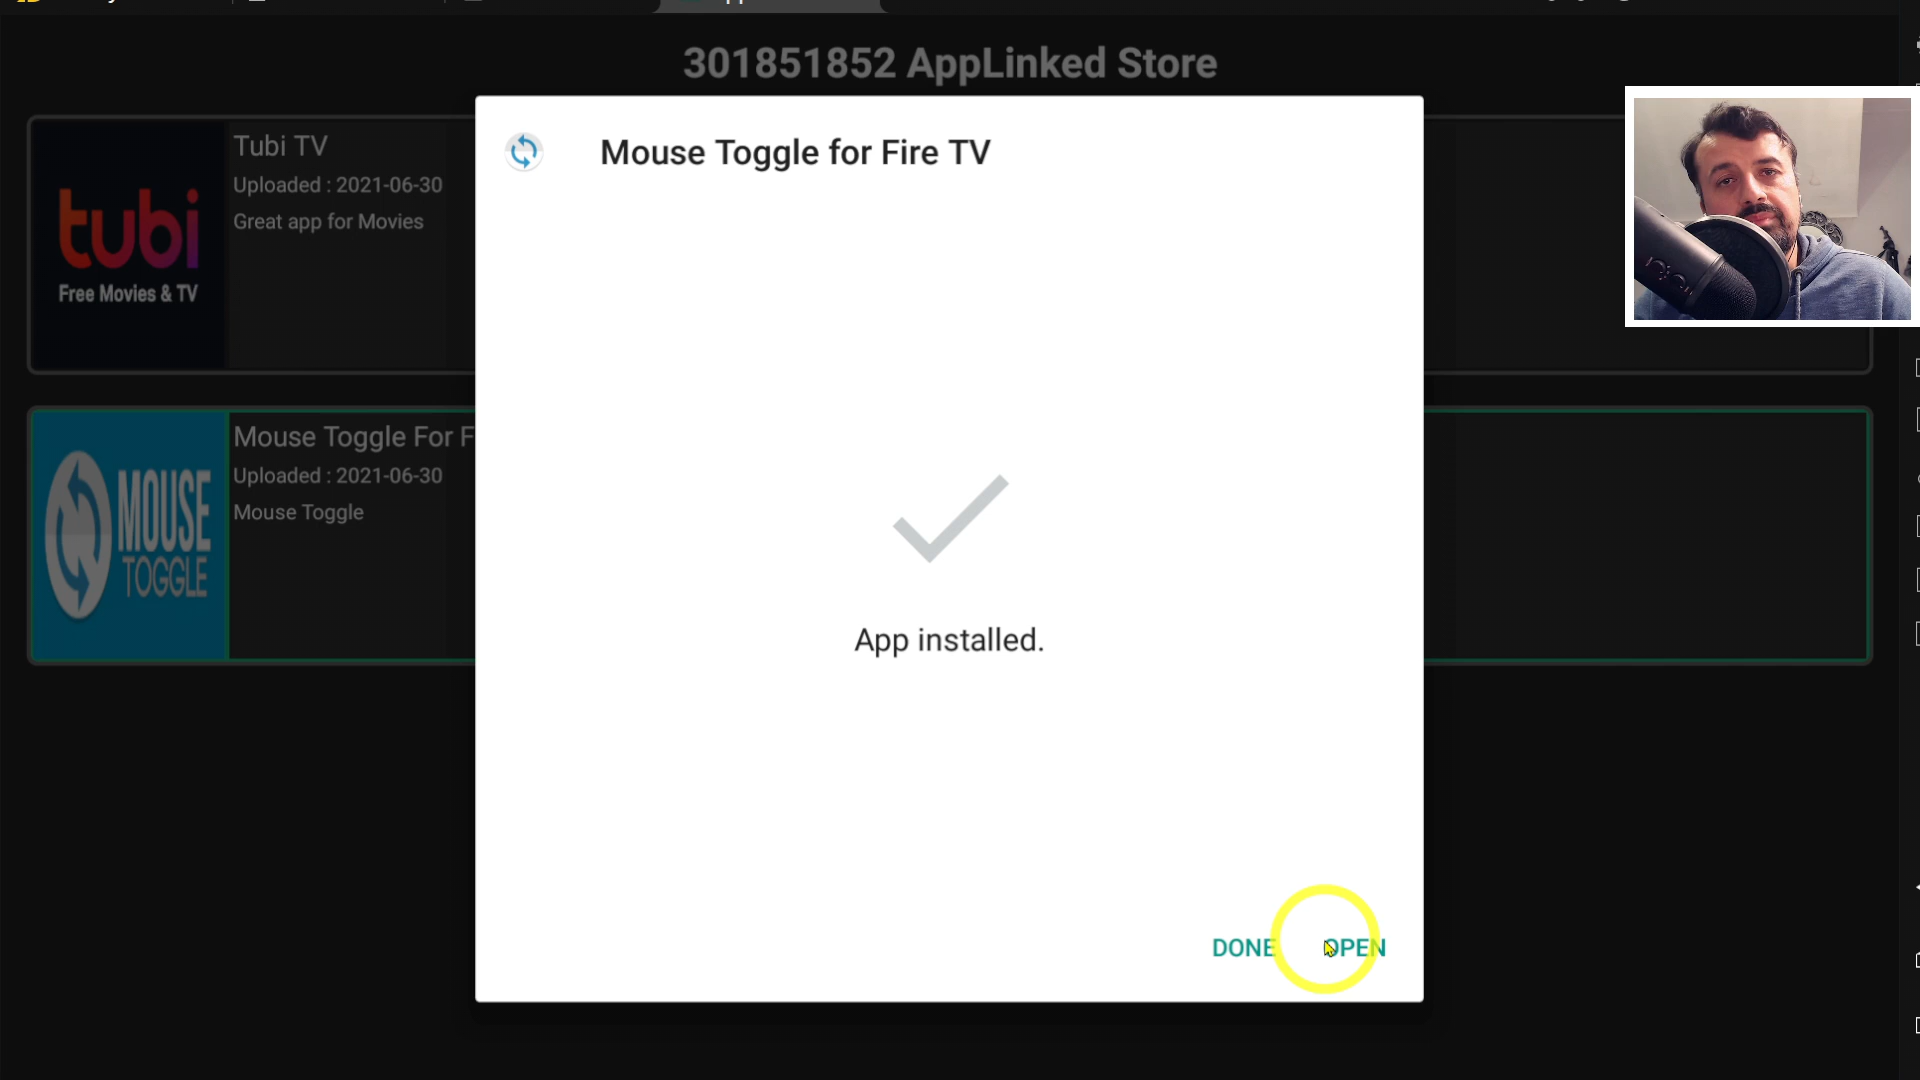 301851852 AppLinked Store
Tubi TV
Uploaded : 2021-06-30
Great app for Movies
tubi
Free Movies & TV
Mouse Toggle for Fire TV
App installed.
DONE
OPEN
Mouse Toggle For F
Uploaded : 2021-06-30
Mouse Toggle
MOUSE
TOGGLE